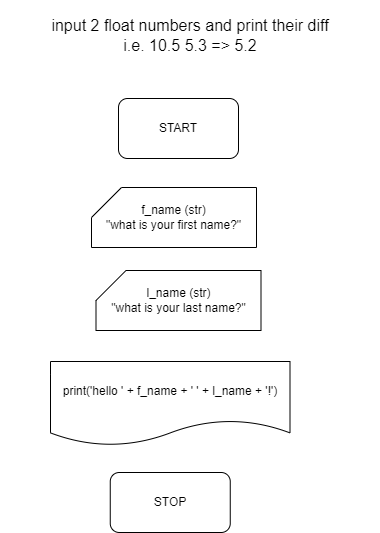 input 2 float numbers and print their diff
i.e. 10.5 5.3 => 5.2
START
f_name (str)
"what is your first name?"
l_name (str)
"what is your last name?"
print('hello ' + f_name + ' ' + l_name + '!')
STOP